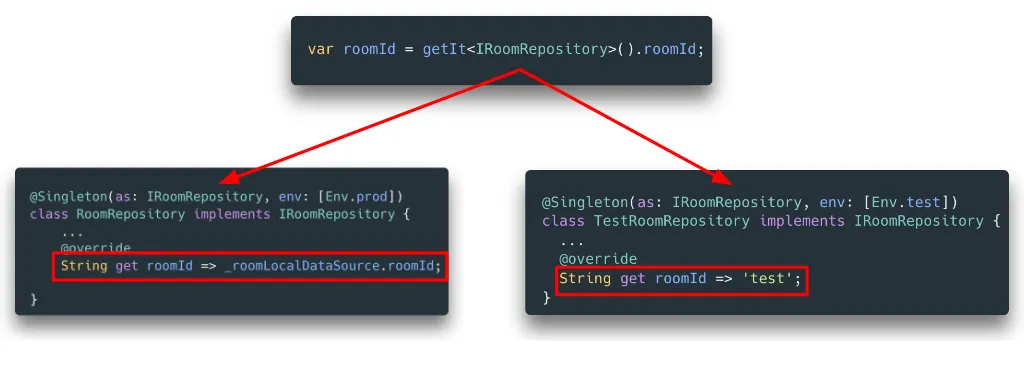 var roomId = getIt<IRoomRepository>().roomId;
@Singleton(as: IRoomRepository, env: [Env.prod])
class RoomRepository implements IRoomRepository {
...
@override
String get roomId => _roomLocalDataSource.roomId;
}
@Singleton(as: IRoomRepository, env: [Env.test])
class TestRoomRepository implements IRoomRepository {
...
@override
String get roomId => 'test';
}